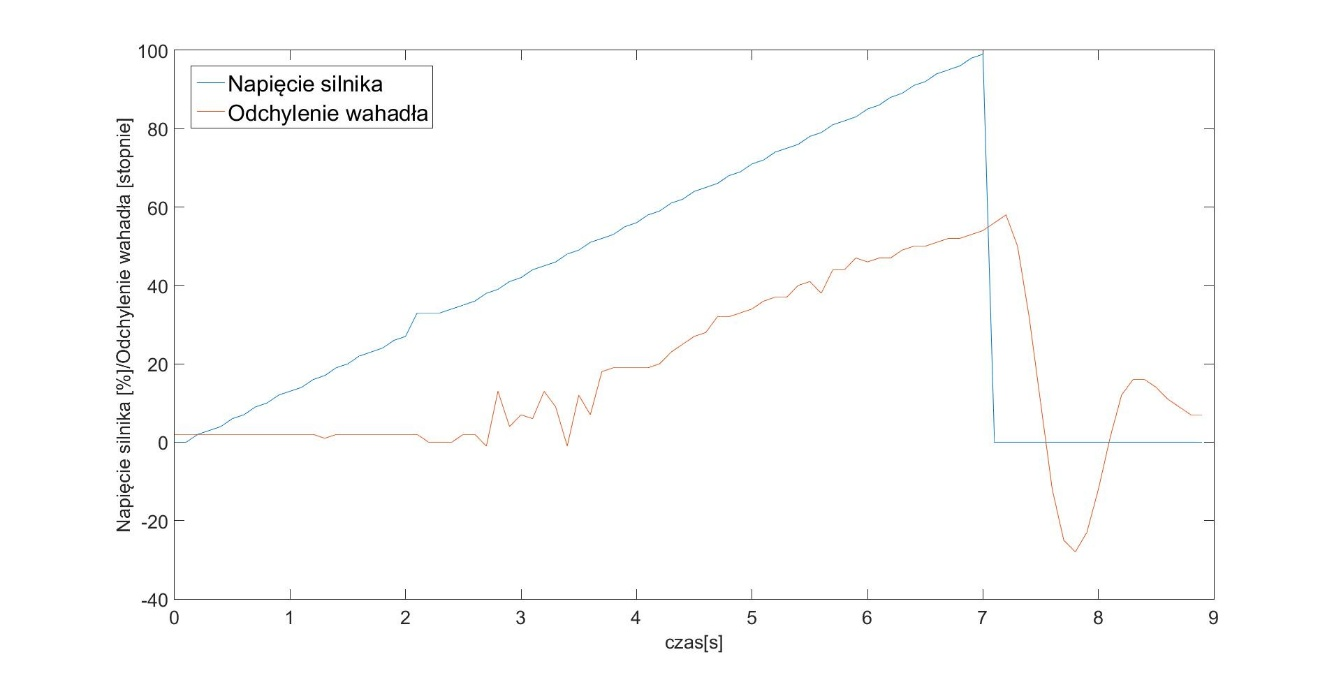 Napięcie silnika
Odchylenie wahadła
Napięcie silnika [%]/Odchylenie wahadła [stopnie]
100
80
60
40
20
0
-20
-40
0 1 2 3 4 5 6 7 8 9
czas[s]